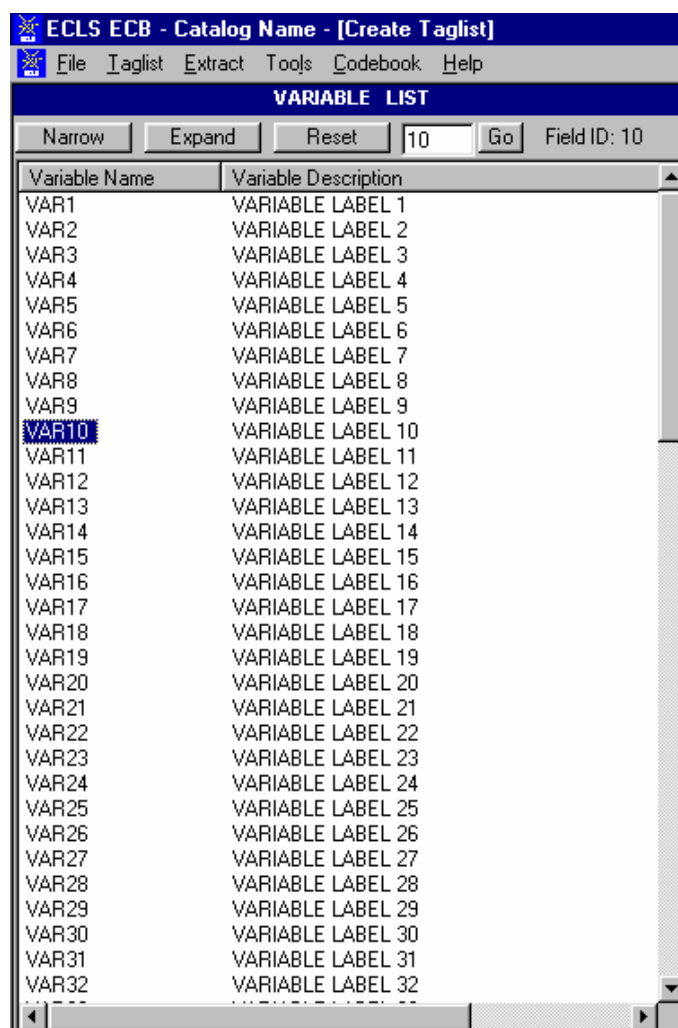 ECLS ECB - Catalog Name - [Create Taglist]
File Taglist Extract Tools Codebook Help
VARIABLE LIST
Narrow Expand Reset 10 Go Field ID: 10
Variable Name Variable Description
VAR1 VARIABLE LABEL 1
VAR2 VARIABLE LABEL 2
VAR3 VARIABLE LABEL 3
VAR4 VARIABLE LABEL 4
VAR5 VARIABLE LABEL 5
VAR6 VARIABLE LABEL 6
VAR7 VARIABLE LABEL 7
VAR8 VARIABLE LABEL 8
VAR9 VARIABLE LABEL 9
VAR10 VARIABLE LABEL 10
VAR11 VARIABLE LABEL 11
VAR12 VARIABLE LABEL 12
VAR13 VARIABLE LABEL 13
VAR14 VARIABLE LABEL 14
VAR15 VARIABLE LABEL 15
VAR16 VARIABLE LABEL 16
VAR17 VARIABLE LABEL 17
VAR18 VARIABLE LABEL 18
VAR19 VARIABLE LABEL 19
VAR20 VARIABLE LABEL 20
VAR21 VARIABLE LABEL 21
VAR22 VARIABLE LABEL 22
VAR23 VARIABLE LABEL 23
VAR24 VARIABLE LABEL 24
VAR25 VARIABLE LABEL 25
VAR26 VARIABLE LABEL 26
VAR27 VARIABLE LABEL 27
VAR28 VARIABLE LABEL 28
VAR29 VARIABLE LABEL 29
VAR30 VARIABLE LABEL 30
VAR31 VARIABLE LABEL 31
VAR32 VARIABLE LABEL 32